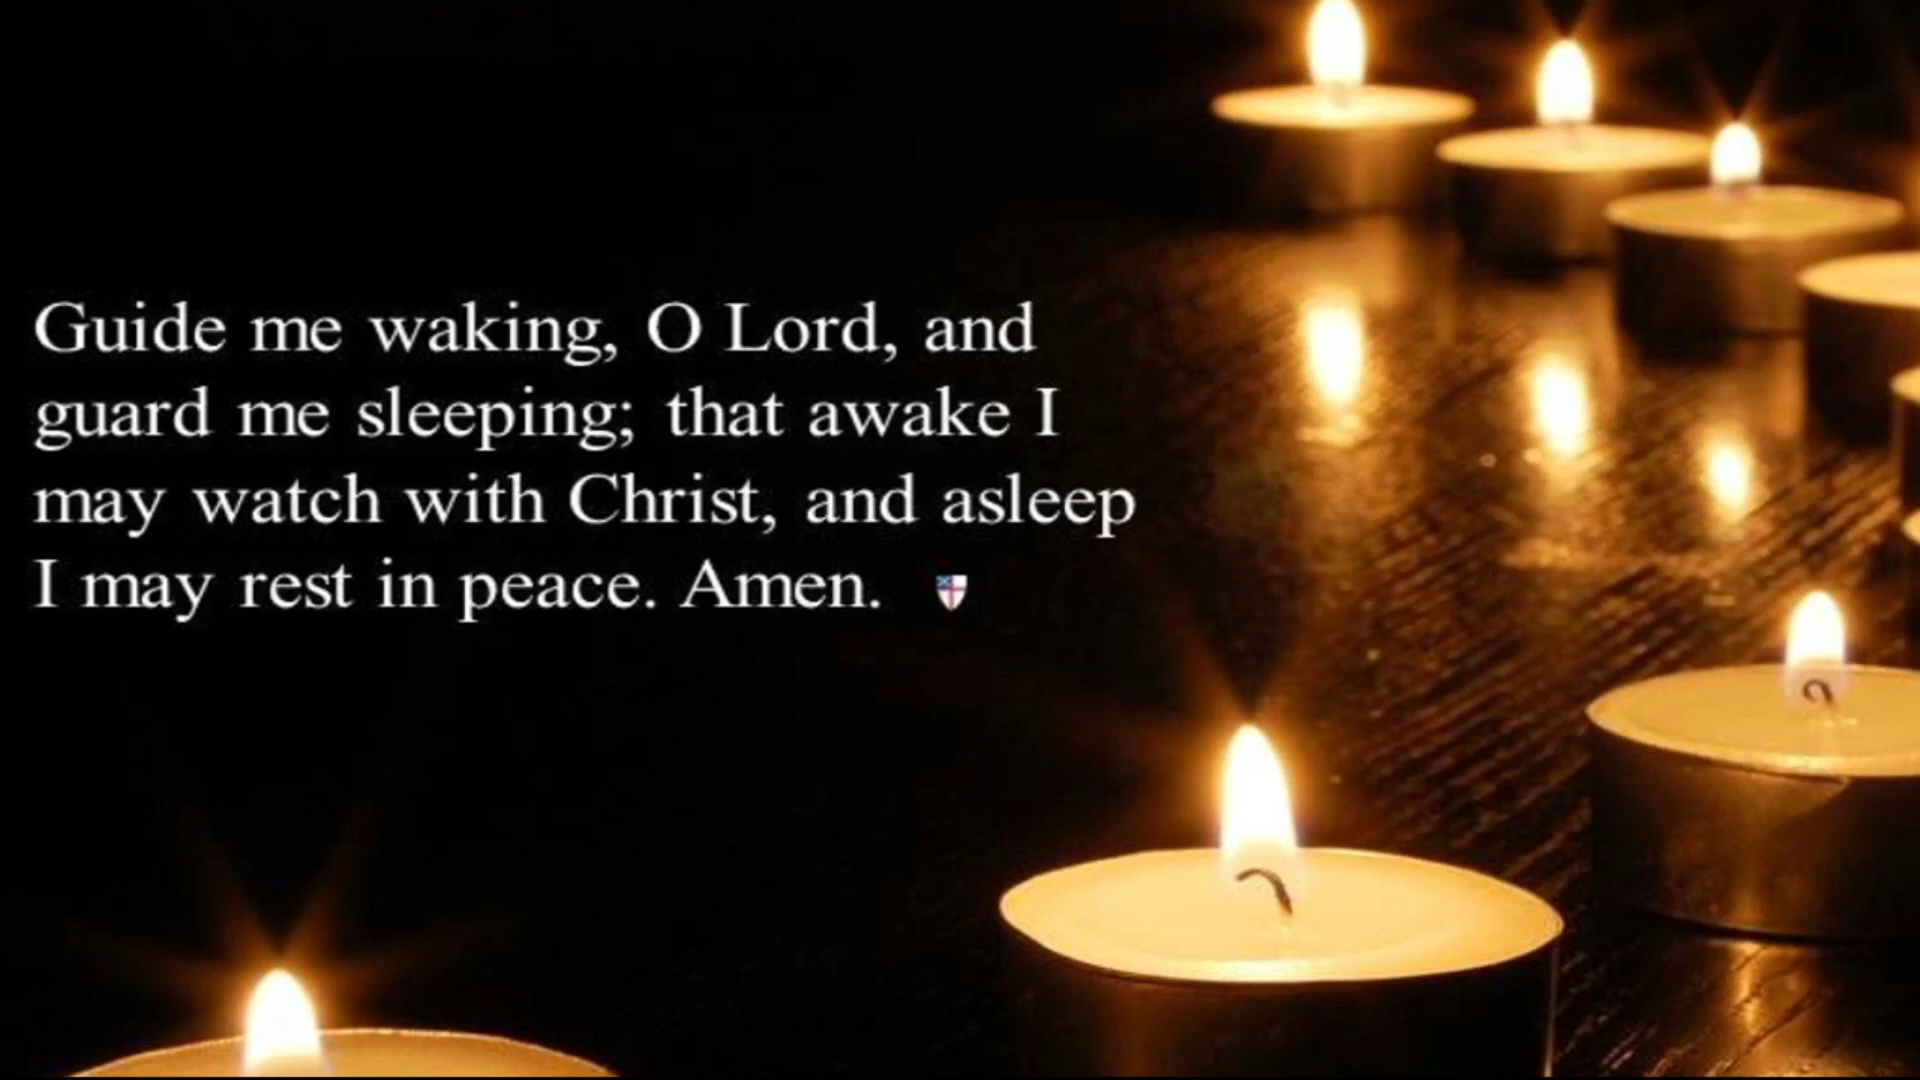 Guide me waking, O Lord, and
guard me sleeping; that awake I
may watch with Christ, and asleep
I may rest in peace. Amen.